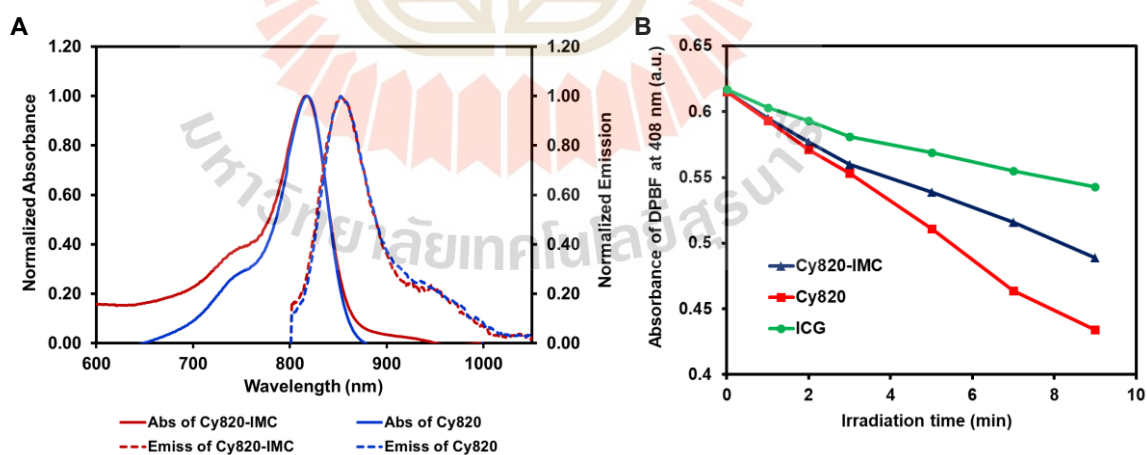 A
B
1.20
1.00
0.80
0.60
0.40
0.20
0.00
Normalized Absorbance
600
700
800
900
1000
Wavelength (nm)
1.20
1.00
0.80
0.60
0.40
0.20
0.00
Normalized Emission
Abs of Cy820-IMC
Abs of Cy820
Emiss of Cy820-IMC
Emiss of Cy820
0.65
0.6
0.55
0.5
0.45
0.4
Absorbance of DPBF at 408 nm (a.u.)
Cy820-IMC
Cy820
ICG
0
2
4
6
8
10
Irradiation time (min)
มหาวิทยาลัยเทคโนโลยีสุรนารี